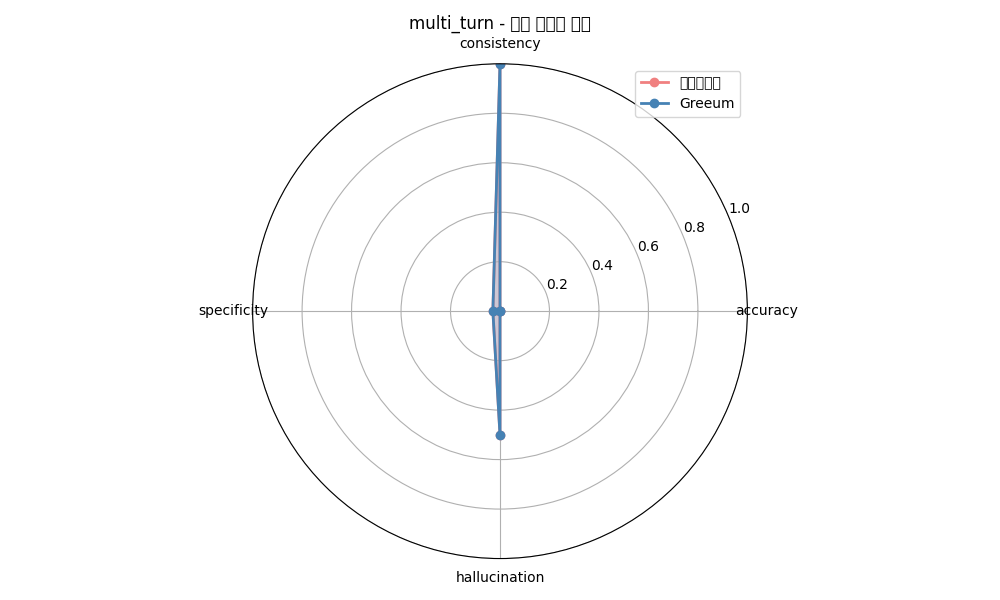 multi_turn -
consistency
Greeum
1.0
0.8
0.6
0.4
0.2
specificity
accuracy
hallucination